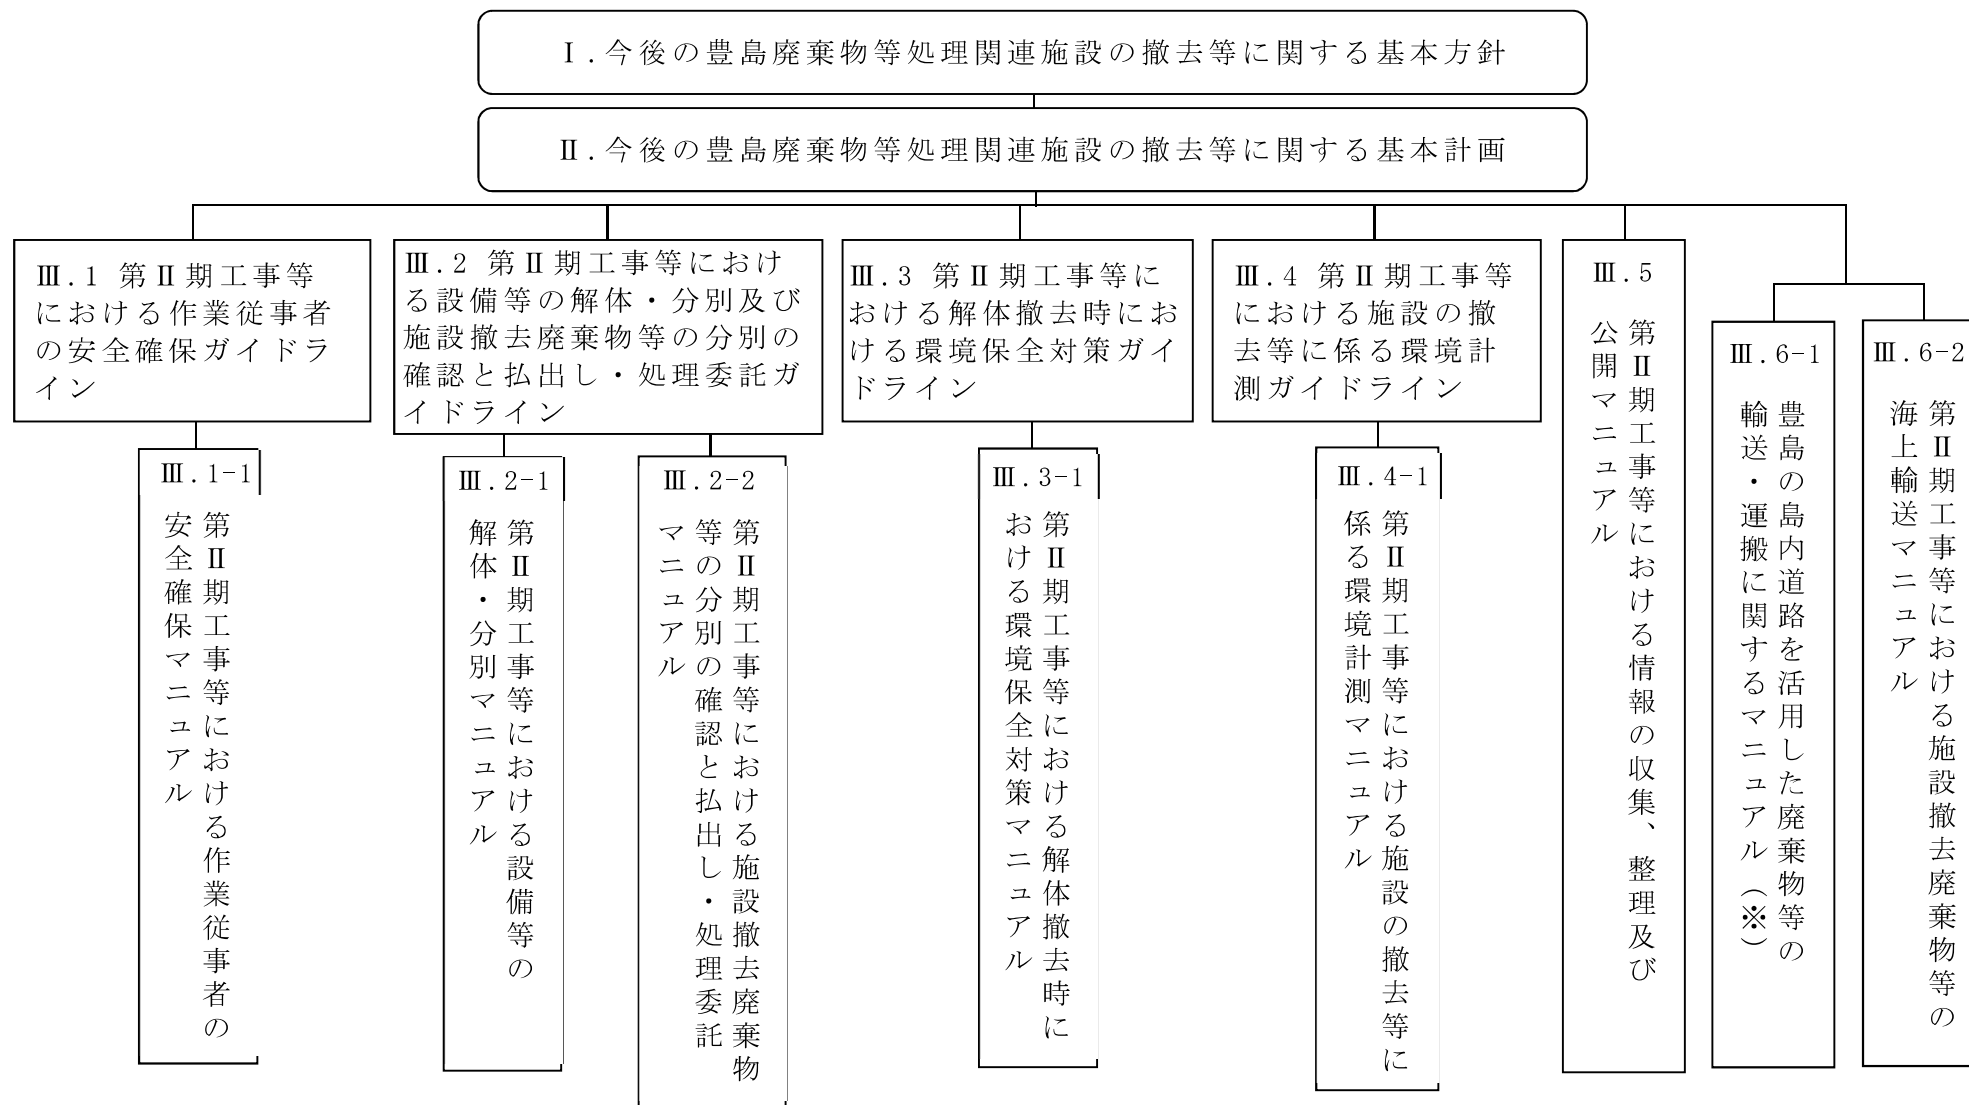 Ⅰ.今後の豊島廃棄物等処理関連施設の撤去等に関する基本方針
Ⅱ.今後の豊島廃棄物等処理関連施設の撤去等に関する基本計画
Ⅲ.1 第Ⅱ期工事等
における作業従事者
の安全確保ガイドラ
イン
Ⅲ.2 第Ⅱ期工事等におけ
る設備等の解体・分別及び
施設撤去廃棄物等の分別の
確認と払出し・処理委託ガ
イドライン
Ⅲ.3 第Ⅱ期工事等に
おける解体撤去時にお
ける環境保全対策ガイ
ドライン
Ⅲ.4 第Ⅱ期工事等
における施設の撤
去等に係る環境計
測ガイドライン
Ⅲ.5
第Ⅱ期工事等における情報の収集、整理及び
公開マニュアル
Ⅲ.6-1
豊島の島内道路を活用した廃棄物等の
輸送・運搬に関するマニュアル(※)
Ⅲ.6-2
第Ⅱ期工事等における施設撤去廃棄物等の
海上輸送マニュアル
Ⅲ.1-1
第Ⅱ期工事等における作業従事者の
安全確保マニュアル
Ⅲ.2-1
第Ⅱ期工事等における設備等の
解体・分別マニュアル
Ⅲ.2-2
第Ⅱ期工事等における施設撤去廃棄物
等の分別の確認と払出し・処理委託
マニュアル
Ⅲ.3-1
第Ⅱ期工事等における解体撤去時に
おける環境保全対策マニュアル
Ⅲ.4-1
第Ⅱ期工事等における施設の撤去等に
係る環境計測マニュアル